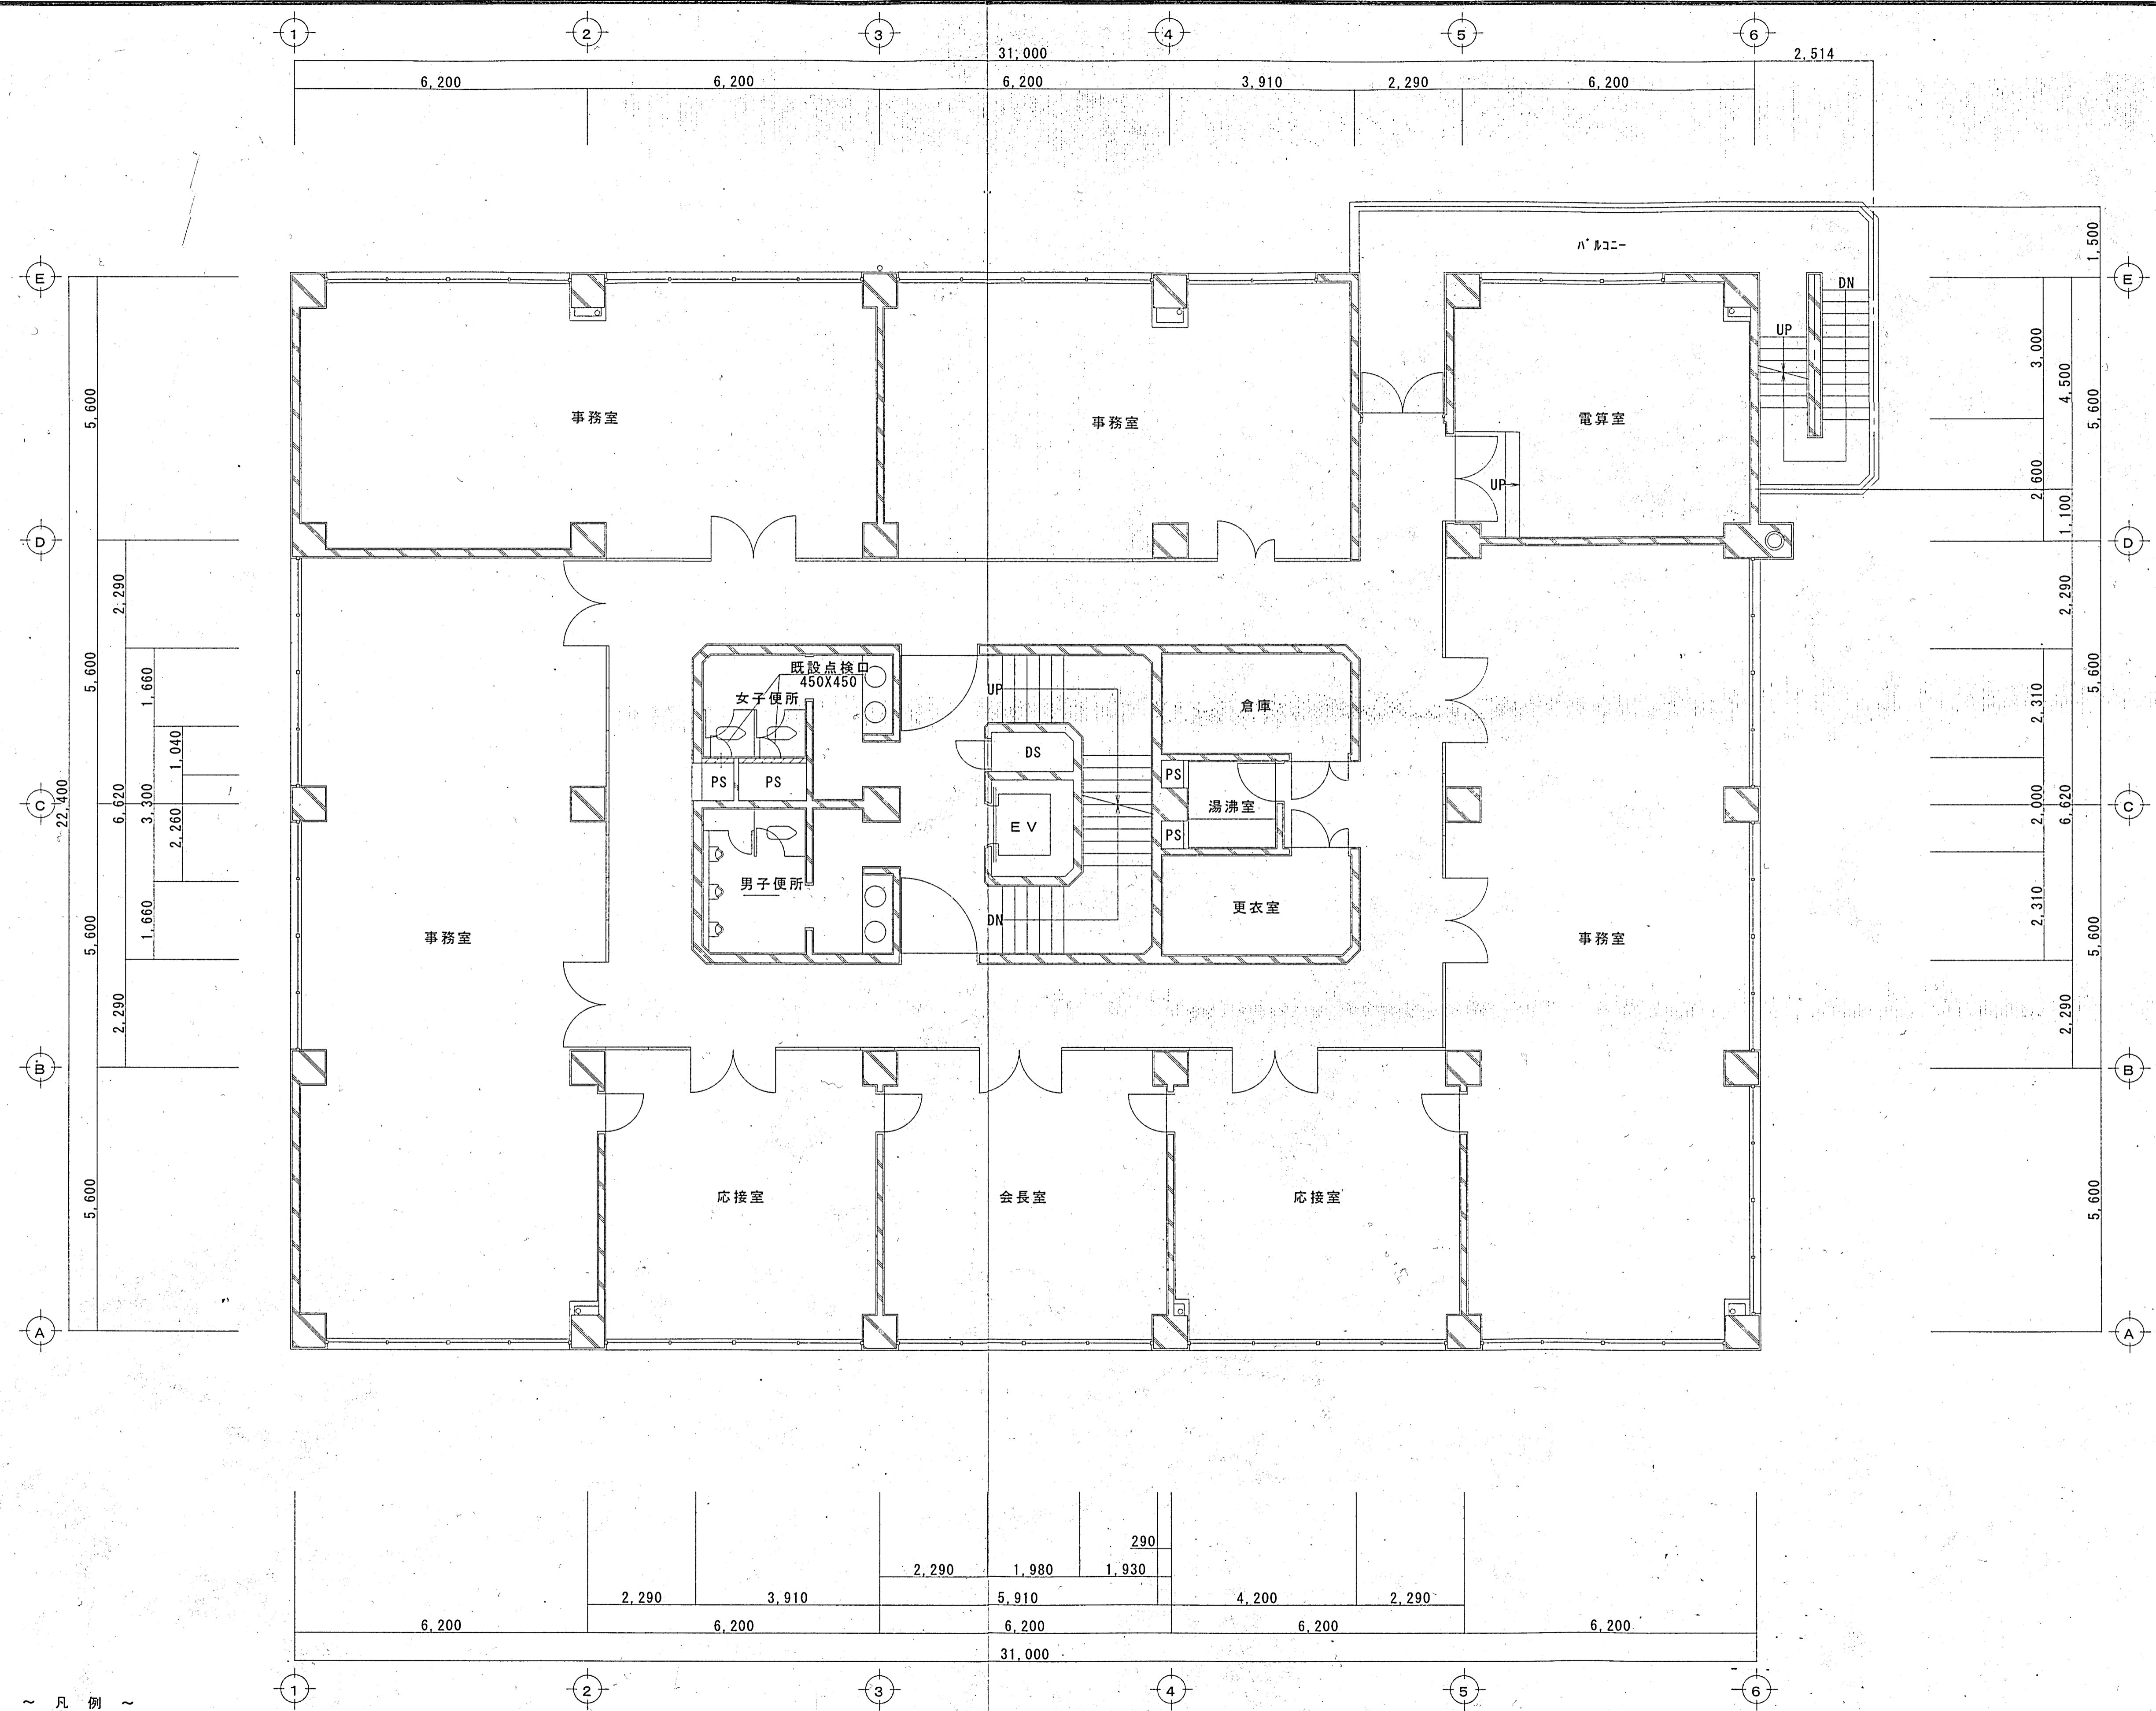 1 2 3 4 5 6
31,000 2,514
6,200 6,200 6,200 3,910 2,290 6,200
バルコニー
1,500
E E
DN
UP
3,000
4,500
5,600
5,600
事務室 事務室 電算室
UP
2,600
1,100
D D
2,290
2,290
既設点検口
450X450
女子便所
UP
倉庫
5,600
1,660
2,310
5,600
DS
1,040
PS PS PS
湯沸室
C C
22,400
6,620
3,300
2,260
2,000
6,620
EV
PS
男子便所
更衣室
DN
事務室 事務室
5,600
1,660
2,310
5,600
2,290
2,290
B B
応接室 会長室 応接室
5,600
5,600
A A
290
2,290 1,980 1,930
2,290 3,910 5,910 4,200 2,290
6,200 6,200 6,200 6,200 6,200
31,000
1 2 3 4 5 6
～ 凡 例 ～